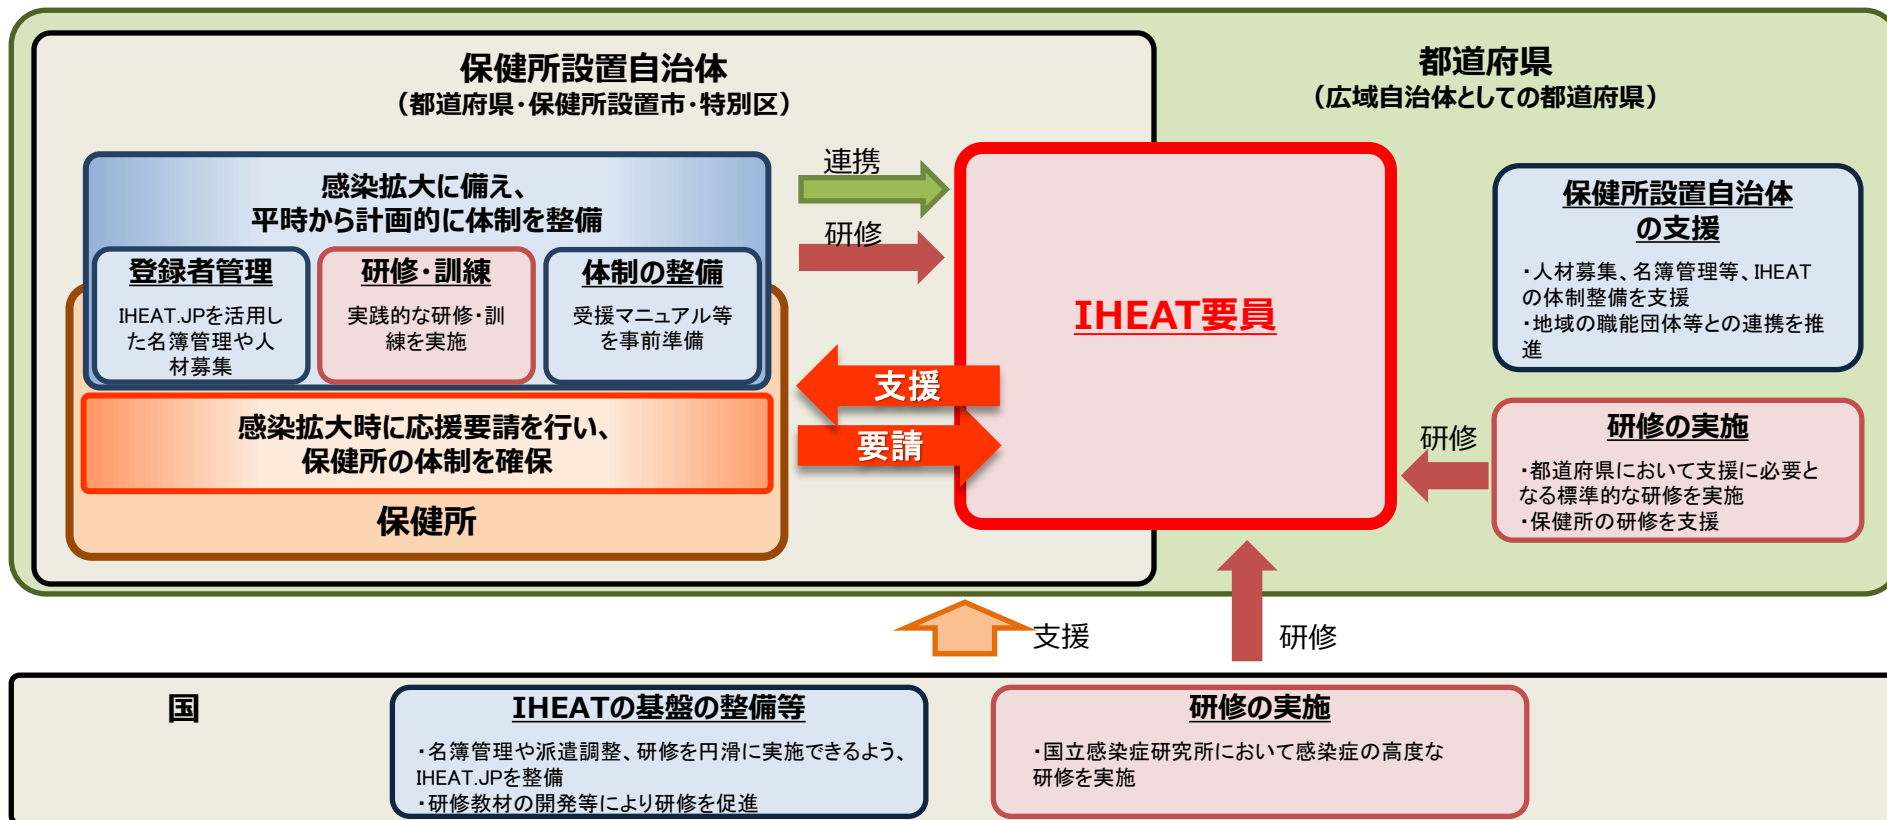 保健所設置自治体
（都道府県・保健所設置市・特別区）
都道府県
（広域自治体としての都道府県）
感染拡大に備え、
平時から計画的に体制を整備
登録者管理
IHEAT.JPを活用し
た名簿管理や人
材募集
研修・訓練
実践的な研修・訓
練を実施
体制の整備
受援マニュアル等
を事前準備
感染拡大時に応援要請を行い、
保健所の体制を確保
保健所
連携
研修
支援
要請
IHEAT要員
保健所設置自治体
の支援
・人材募集、名簿管理等、IHEAT
の体制整備を支援
・地域の職能団体等との連携を推
進
研修
研修の実施
・都道府県において支援に必要と
なる標準的な研修を実施
・保健所の研修を支援
支援
研修
国
IHEATの基盤の整備等
・名簿管理や派遣調整、研修を円滑に実施できるよう、
IHEAT.JPを整備
・研修教材の開発等により研修を促進
研修の実施
・国立感染症研究所において感染症の高度な
研修を実施